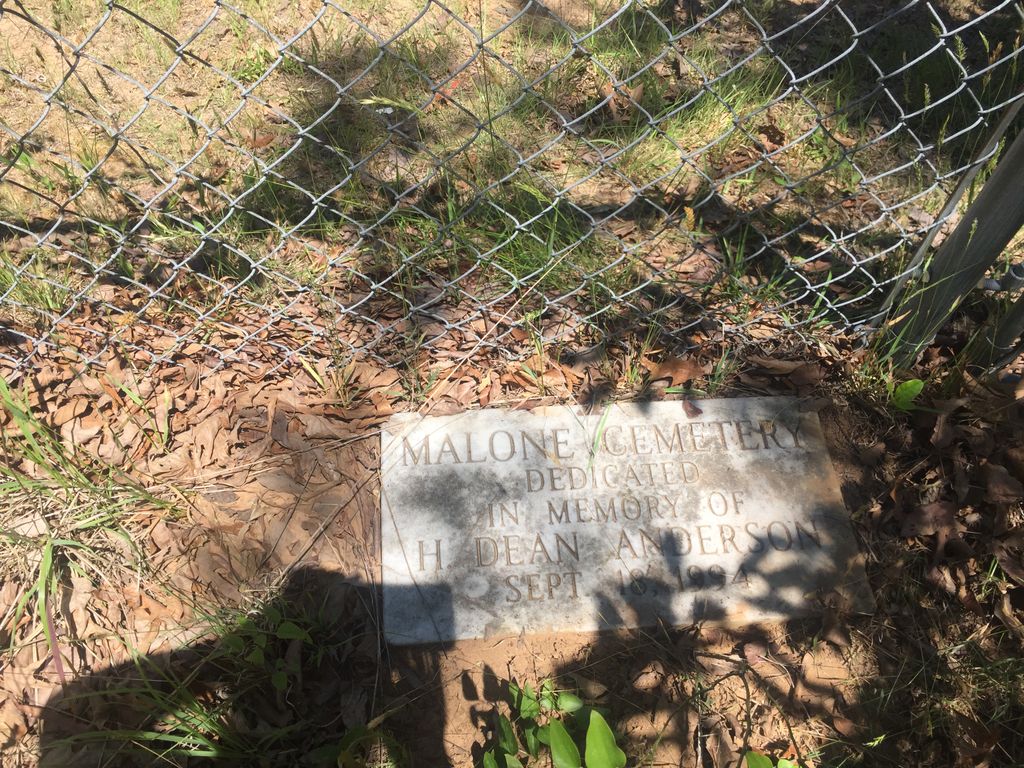 MALONE CEMETERY
DEDICATED
IN MEMORY OF
H DEAN ANDERSON
SEPT. 18, 1994